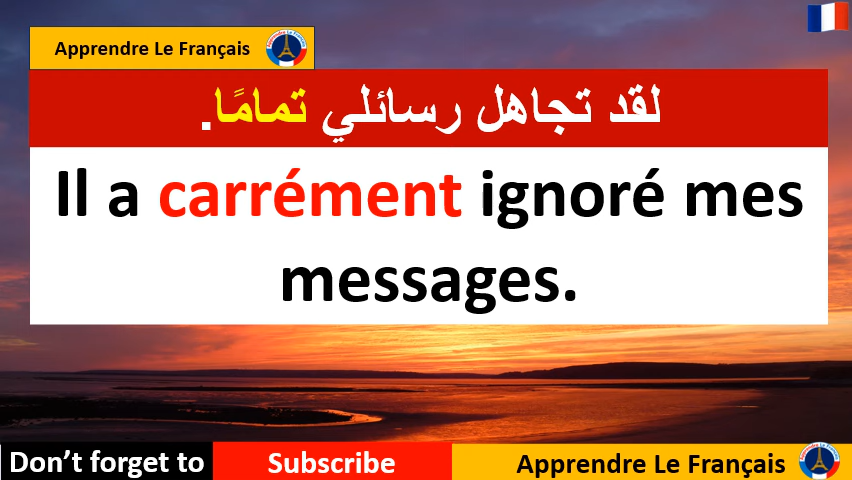 Apprendre Le Français
لقد تجاهل رسائلي تمامًا.
Il a carrément ignoré mes
messages.
Don’t forget to
Subscribe
Apprendre Le Français